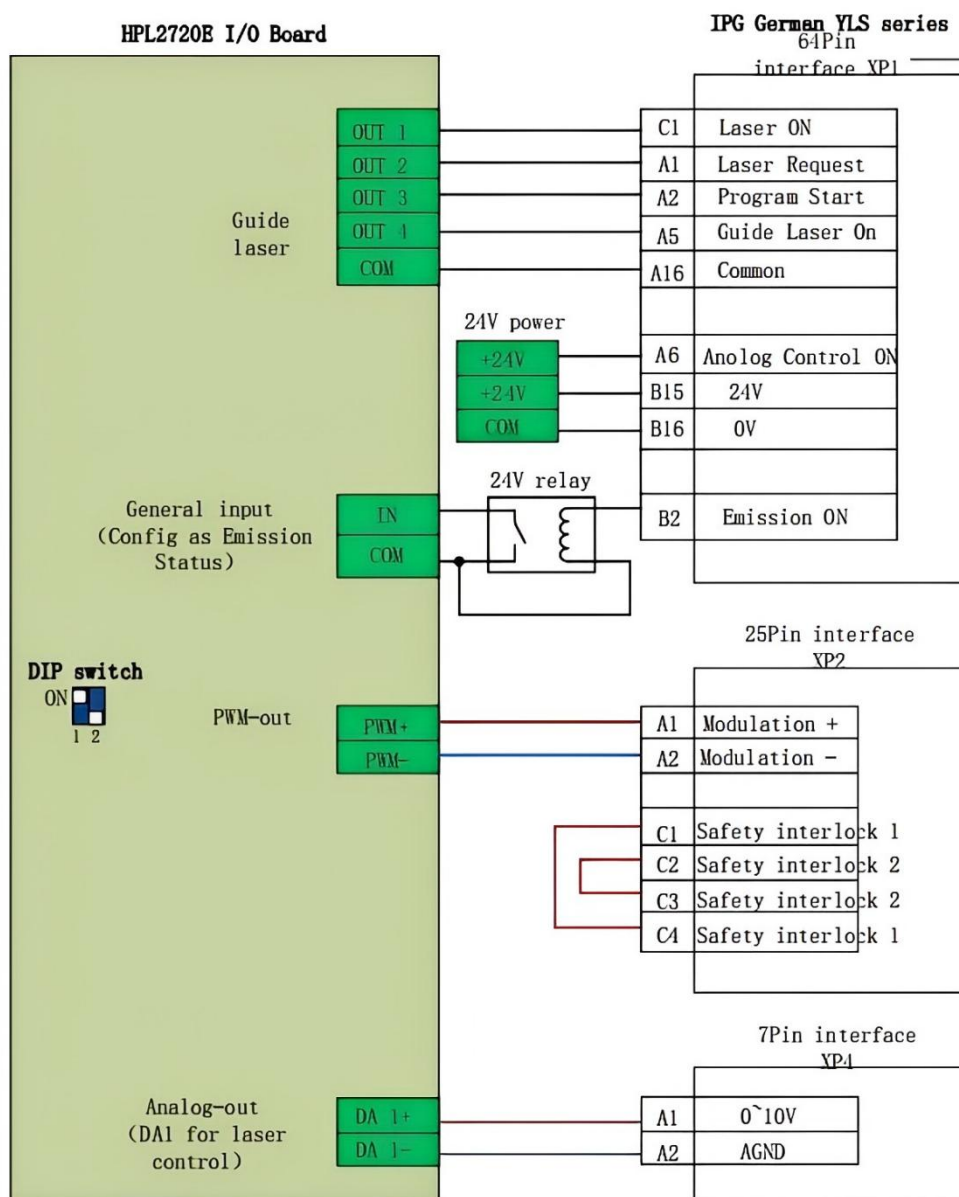 HPL2720E I/O Board
IPG German YLS series
64Pin
interface XP1
OUT 1
C1
Laser ON
OUT 2
A1
Laser Request
OUT 3
A2
Program Start
Guide
laser
OUT 4
A5
Guide Laser On
COM
A16
Common
24V power
+24V
A6
Anolog Control ON
+24V
B15
24V
COM
B16
0V
24V relay
General input
(Config as Emission
Status)
IN
B2
Emission ON
COM
25Pin interface
XP2
DIP switch
ON
1 2
PWM-out
PWM+
A1
Modulation +
PWM-
A2
Modulation -
C1
Safety interlock 1
C2
Safety interlock 2
C3
Safety interlock 2
C4
Safety interlock 1
7Pin interface
XP4
Analog-out
(DA1 for laser
control)
DA 1+
A1
0~10V
DA 1-
A2
AGND